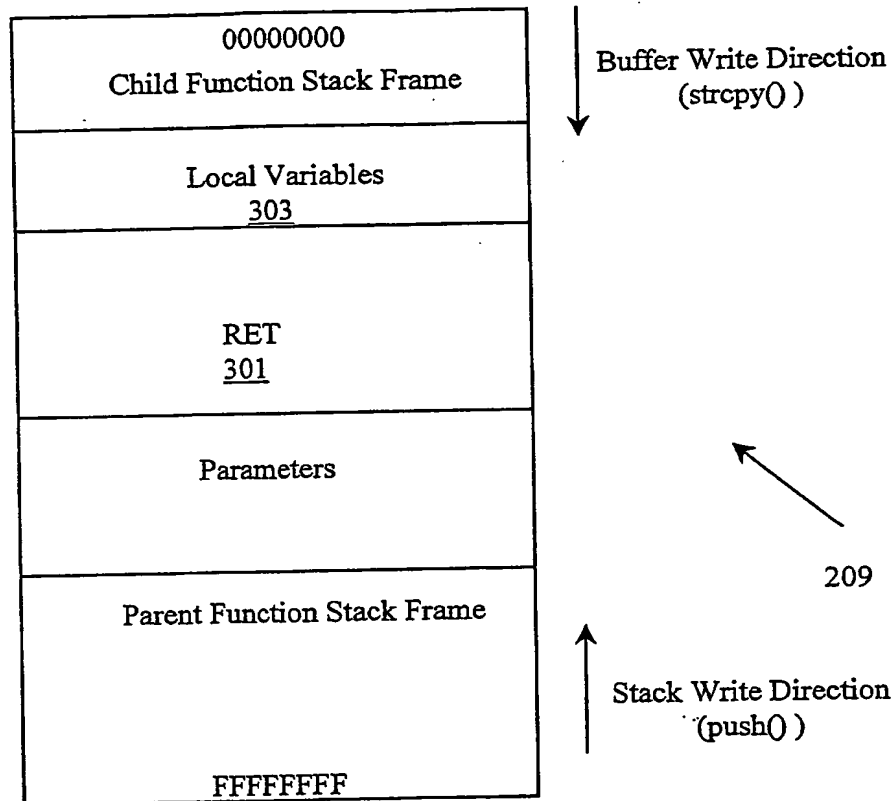 00000000
Child Function Stack Frame
Buffer Write Direction
(strcpy() )
Local Variables
303
RET
301
Parameters
209
Parent Function Stack Frame
Stack Write Direction
(push() )
FFFFFFFF